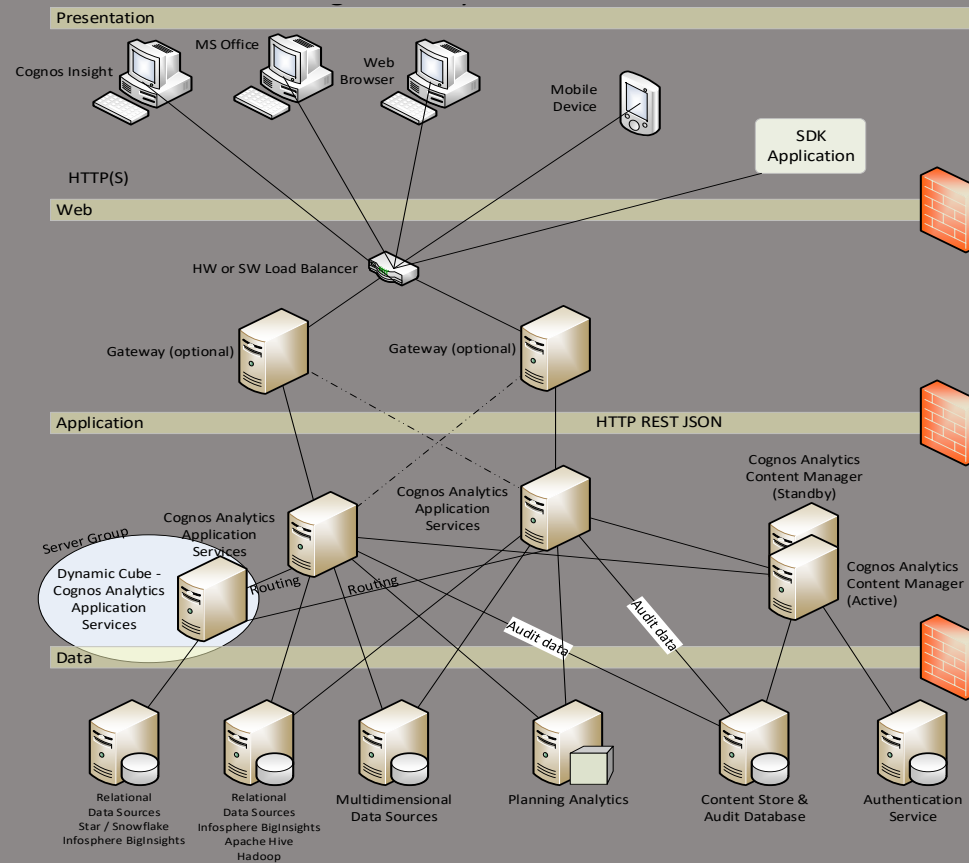 Presentation
MS Office
Cognos Insight
Web
Browser
Mobile
Device
SDK
Application
HTTP(S)
Web
HW or SW Load Balancer
Gateway (optional)
Gateway (optional)
Application
HTTP REST JSON
Cognos Analytics
Content Manager
(Standby)
Cognos Analytics
Application
Services
Cognos Analytics
Application
Services
Server Group
Dynamic Cube -
Cognos Analytics
Application
Services
Routing
Routing
Cognos Analytics
Content Manager
(Active)
Audit data
Audit data
Data
Relational
Data Sources
Star / Snowflake
Infosphere BigInsights
Relational
Data Sources
Infosphere BigInsights
Apache Hive
Hadoop
Multidimensional
Data Sources
Planning Analytics
Content Store &
Audit Database
Authentication
Service